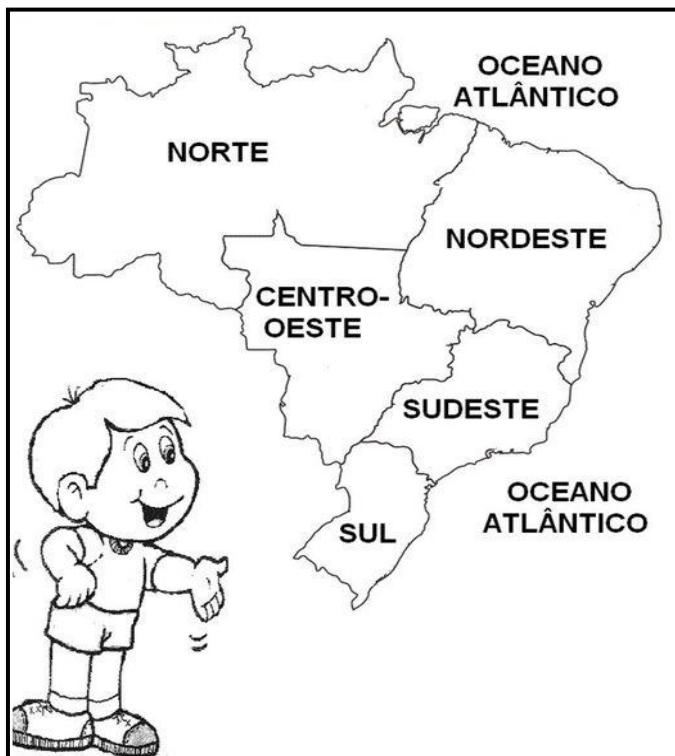 OCEANO
ATLÂNTICO
NORTE
NORDESTE
CENTRO-
OESTE
SUDESTE
OCEANO
ATLÂNTICO
SUL